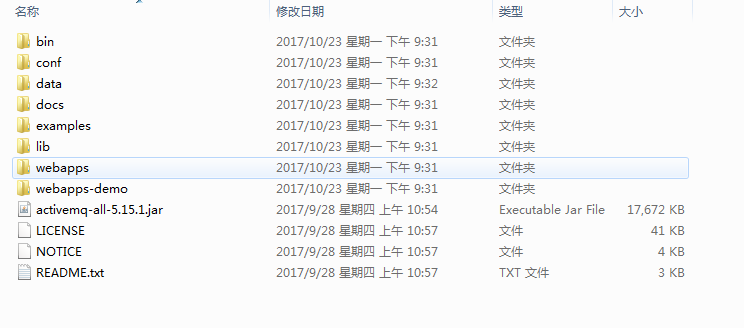 名称 修改日期 类型 大小
bin 2017/10/23 星期一 下午 9:31 文件夹
conf 2017/10/23 星期一 下午 9:31 文件夹
data 2017/10/23 星期一 下午 9:32 文件夹
docs 2017/10/23 星期一 下午 9:31 文件夹
examples 2017/10/23 星期一 下午 9:31 文件夹
lib 2017/10/23 星期一 下午 9:31 文件夹
webapps 2017/10/23 星期一 下午 9:31 文件夹
webapps-demo 2017/10/23 星期一 下午 9:31 文件夹
activemq-all-5.15.1.jar 2017/9/28 星期四 上午 10:54 Executable Jar File 17,672 KB
LICENSE 2017/9/28 星期四 上午 10:57 文件 41 KB
NOTICE 2017/9/28 星期四 上午 10:57 文件 4 KB
README.txt 2017/9/28 星期四 上午 10:57 TXT 文件 3 KB